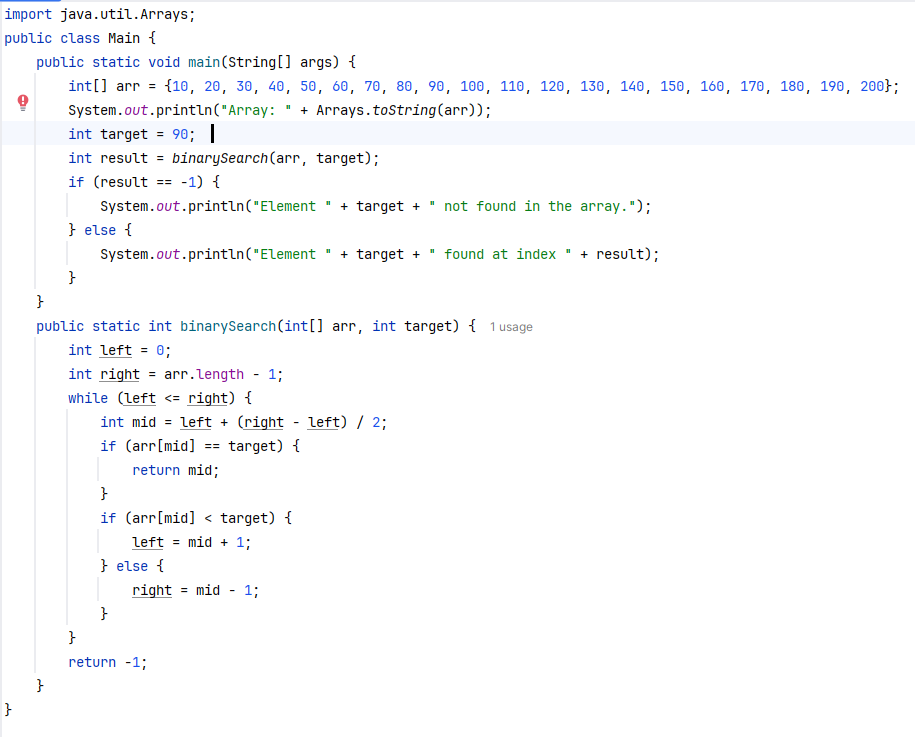 import java.util.Arrays;
public class Main {
    public static void main(String[] args) {
        int[] arr = {10, 20, 30, 40, 50, 60, 70, 80, 90, 100, 110, 120, 130, 140, 150, 160, 170, 180, 190, 200};
        System.out.println("Array: " + Arrays.toString(arr));
        int target = 90;
        int result = binarySearch(arr, target);
        if (result == -1) {
            System.out.println("Element " + target + " not found in the array.");
        } else {
            System.out.println("Element " + target + " found at index " + result);
        }
    }
    public static int binarySearch(int[] arr, int target) {  1 usage
        int left = 0;
        int right = arr.length - 1;
        while (left <= right) {
            int mid = left + (right - left) / 2;
            if (arr[mid] == target) {
                return mid;
            }
            if (arr[mid] < target) {
                left = mid + 1;
            } else {
                right = mid - 1;
            }
        }
        return -1;
    }
}